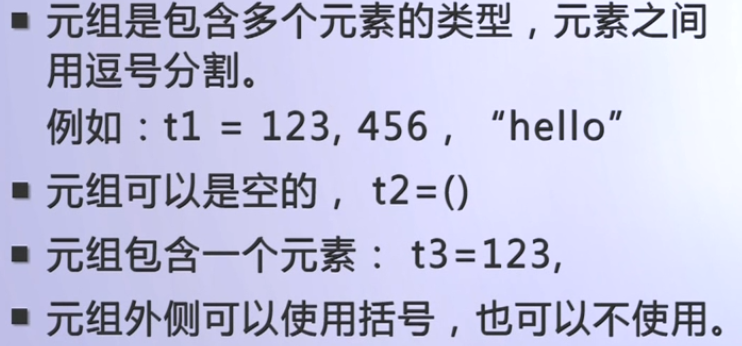 ■ 元组是包含多个元素的类型，元素之间
用逗号分割。
例如：t1 = 123, 456 , “hello”
■ 元组可以是空的， t2=()
■ 元组包含一个元素： t3=123,
■ 元组外侧可以使用括号，也可以不使用。